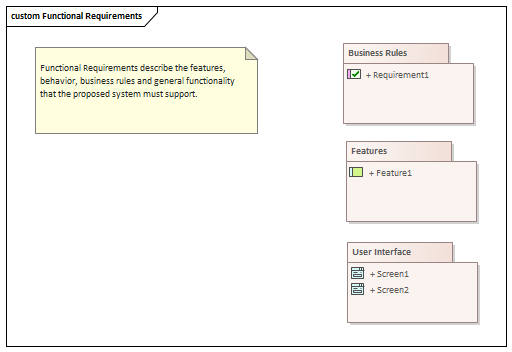 custom Functional Requirements
Functional Requirements describe the features,
behavior, business rules and general functionality
that the proposed system must support.
Business Rules
+ Requirement1
Features
+ Feature1
User Interface
+ Screen1
+ Screen2